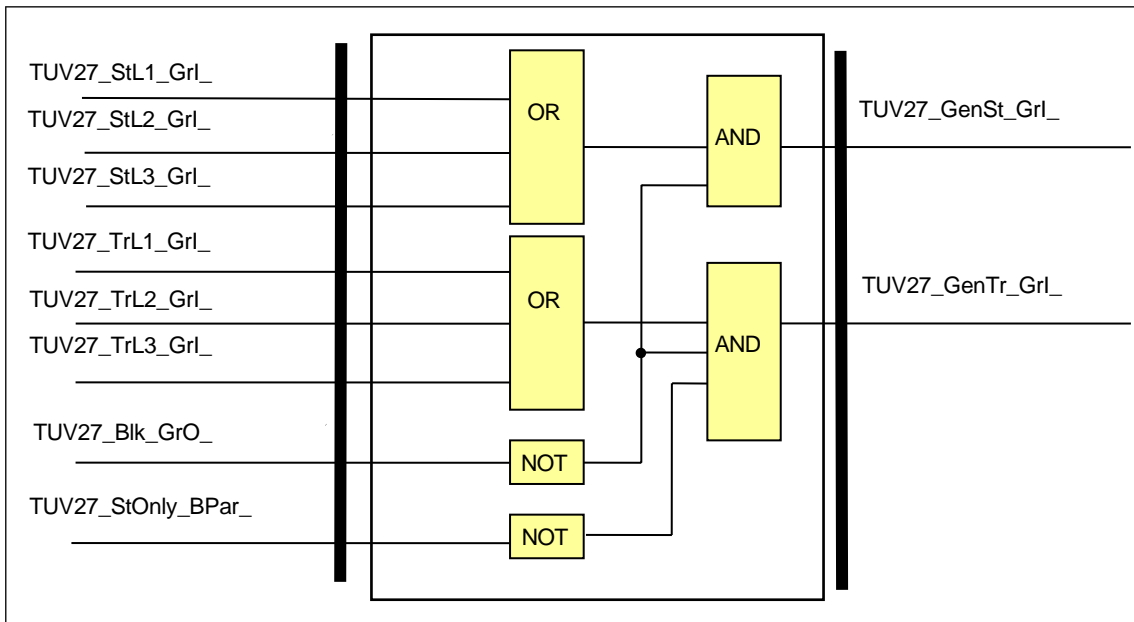 TUV27_StL1_GrI_
TUV27_StL2_GrI_
TUV27_StL3_GrI_
TUV27_TrL1_GrI_
TUV27_TrL2_GrI_
TUV27_TrL3_GrI_
TUV27_Blk_GrO_
TUV27_StOnly_BPar_
OR
OR
NOT
NOT
AND
AND
TUV27_GenSt_GrI_
TUV27_GenTr_GrI_